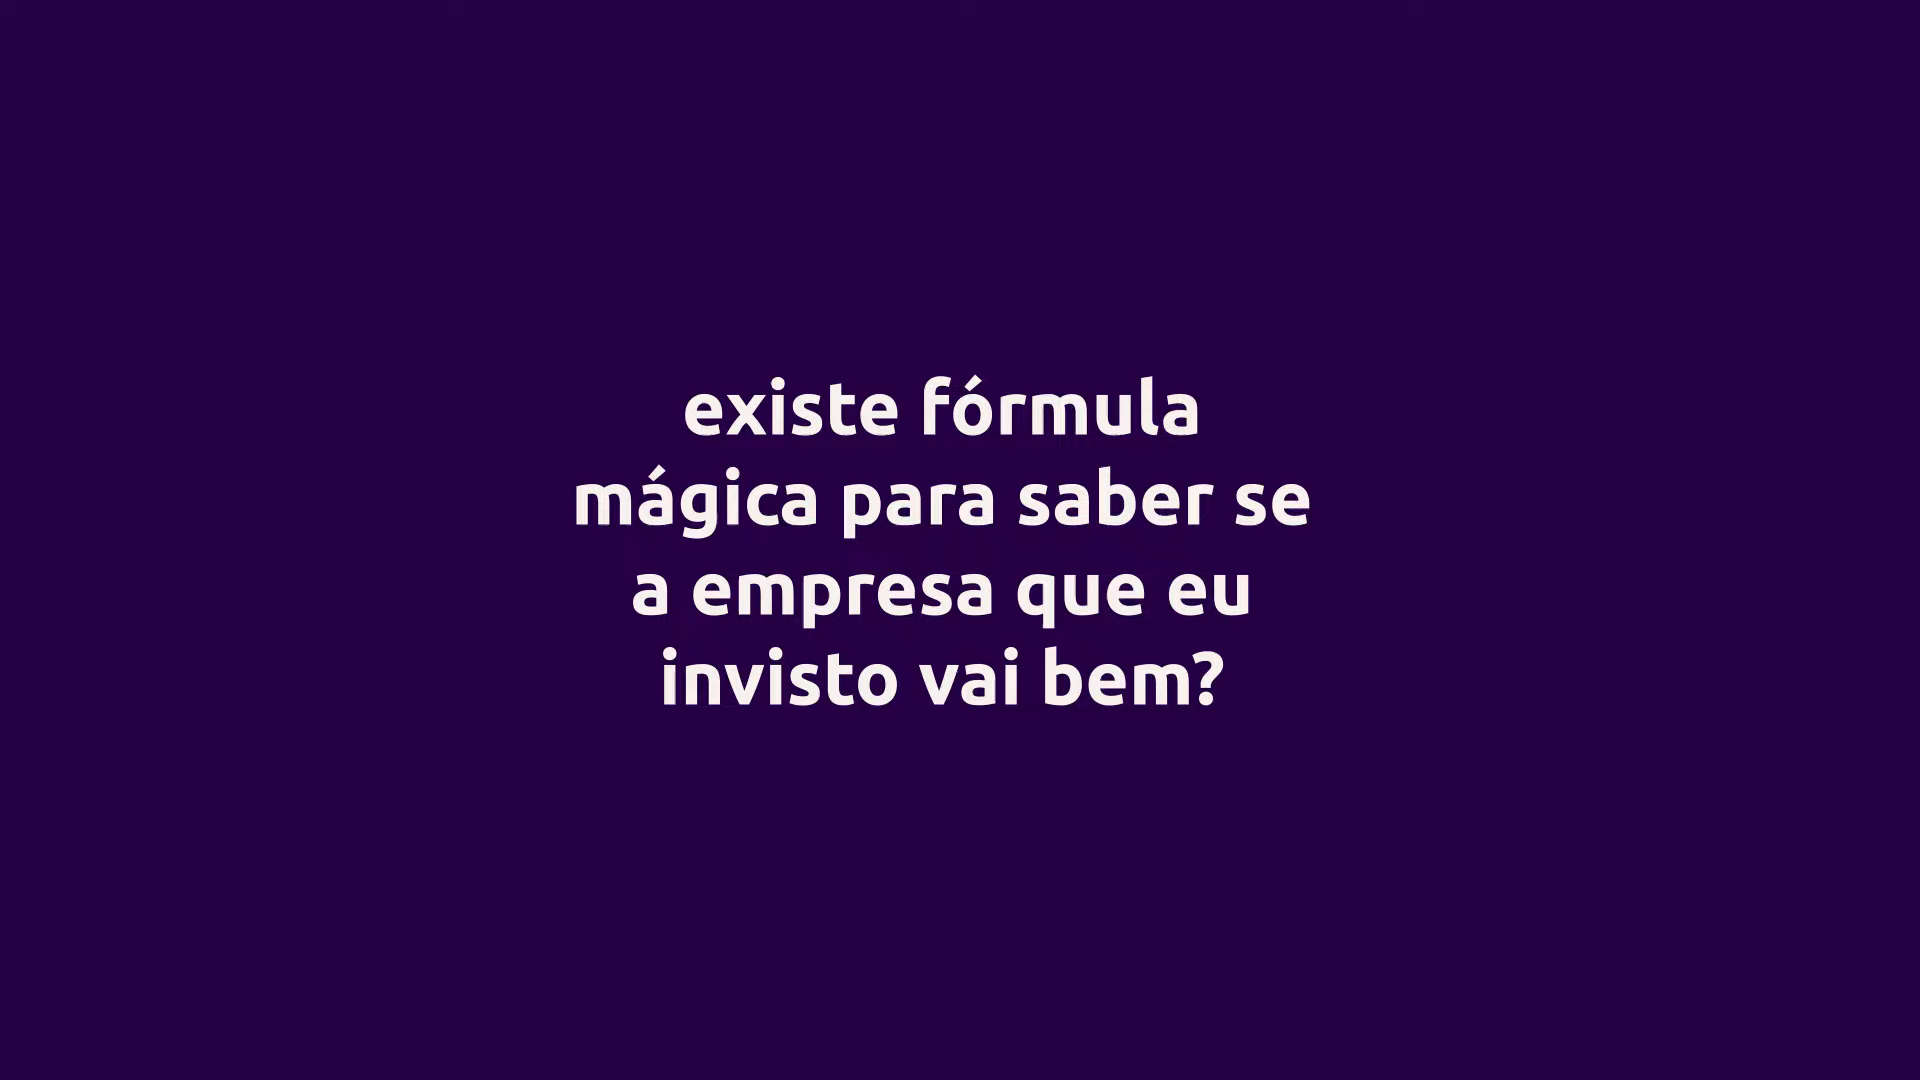 existe fórmula
mágica para saber se
a empresa que eu
invisto vai bem?